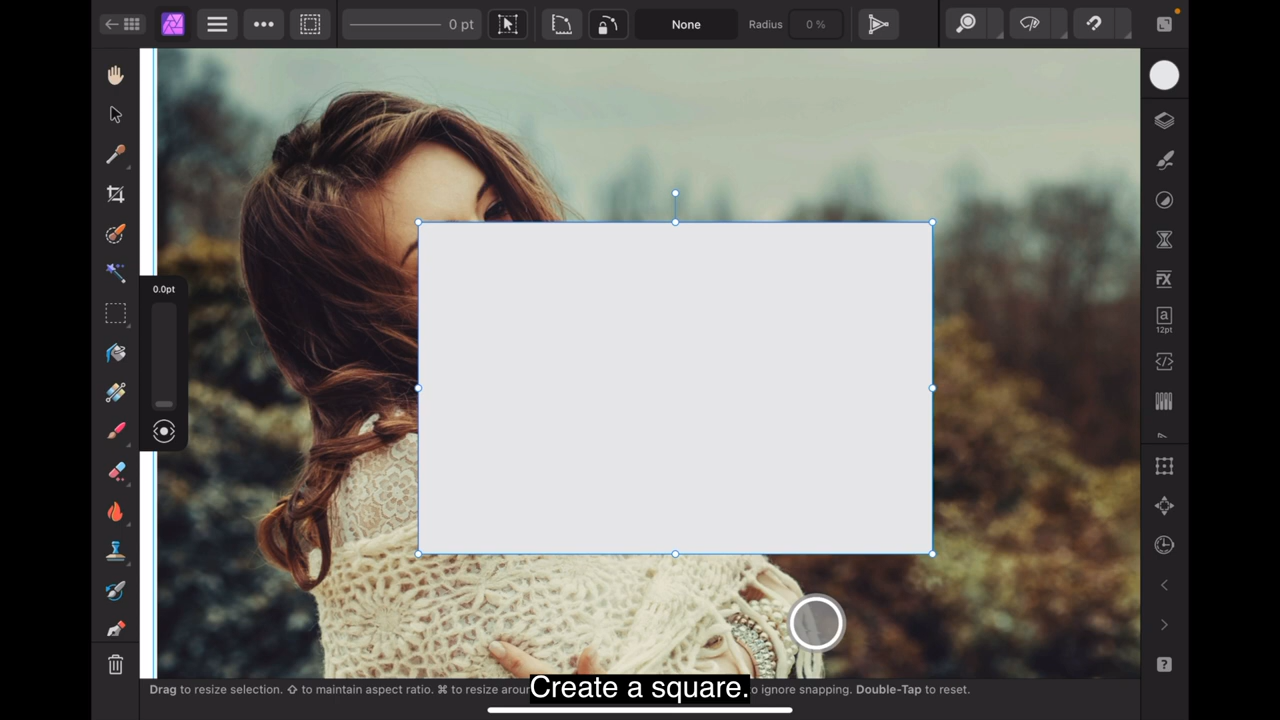 0 pt
None
Radius
0 %
0.0pt
FX
a
12pt
Drag to resize selection. ⇧ to maintain aspect ratio. ⌘ to resize arour
o ignore snapping. Double-Tap to reset.
Create a square.
?